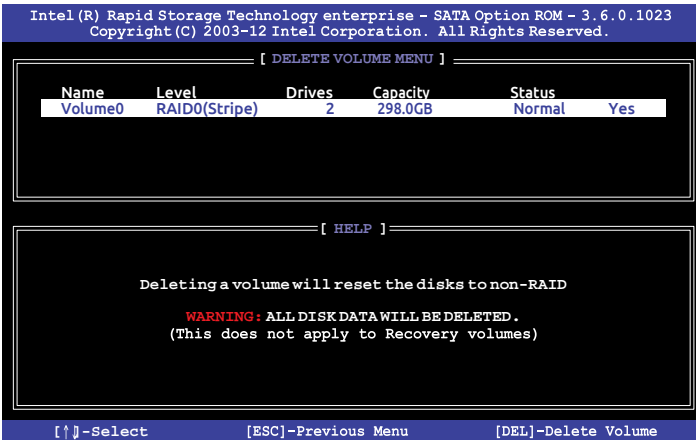 Intel(R) Rapid Storage Technology enterprise - SATA Option ROM - 3.6.0.1023
Copyright(C) 2003-12 Intel Corporation. All Rights Reserved.
[ DELETE VOLUME MENU ]
Name Level Drives Capacity Status
Volume0 RAID0(Stripe) 2 298.0GB Normal Yes
[ HELP ]
Deleting a volume will reset the disks to non-RAID
WARNING: ALL DISK DATA WILL BE DELETED.
(This does not apply to Recovery volumes)
[↑↓]-Select [ESC]-Previous Menu [DEL]-Delete Volume